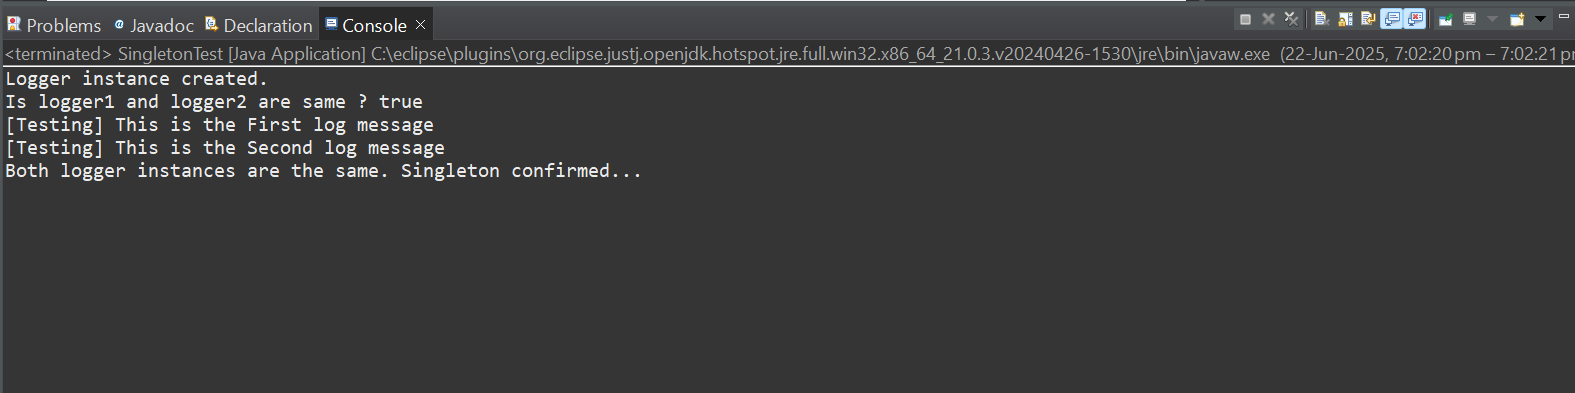 Problems @ Javadoc Declaration Console
<terminated> SingletonTest [Java Application] C:\eclipse\plugins\org.eclipse.justj.openjdk.hotspot.jre.full.win32.x86_64_21.0.3.v20240426-1530\jre\bin\javaw.exe (22-Jun-2025, 7:02:20 pm – 7:02:21 pr
Logger instance created.
Is logger1 and logger2 are same ? true
[Testing] This is the First log message
[Testing] This is the Second log message
Both logger instances are the same. Singleton confirmed...